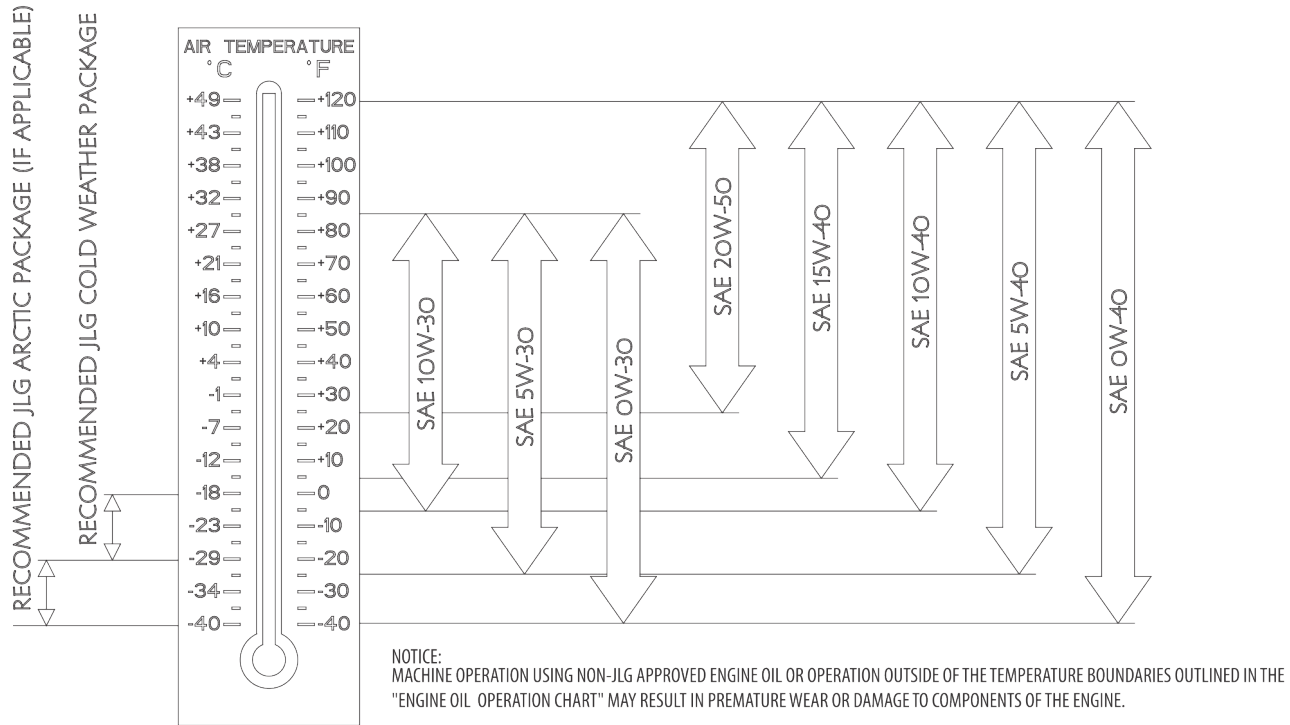 RECOMMENDED JLG ARCTIC PACKAGE (IF APPLICABLE)
RECOMMENDED JLG COLD WEATHER PACKAGE
AIR TEMPERATURE
°C °F
+49 +120
+43 +110
+38 +100
+32 +90
+27 +80
+21 +70
+16 +60
+10 +50
+4 +40
-1 +30
-7 +20
-12 +10
-18 0
-23 -10
-29 -20
-34 -30
-40 -40
SAE 10W-30
SAE 5W-30
SAE 0W-30
SAE 20W-50
SAE 15W-40
SAE 10W-40
SAE 5W-40
SAE 0W-40
NOTICE:
MACHINE OPERATION USING NON-JLG APPROVED ENGINE OIL OR OPERATION OUTSIDE OF THE TEMPERATURE BOUNDARIES OUTLINED IN THE
"ENGINE OIL OPERATION CHART" MAY RESULT IN PREMATURE WEAR OR DAMAGE TO COMPONENTS OF THE ENGINE.